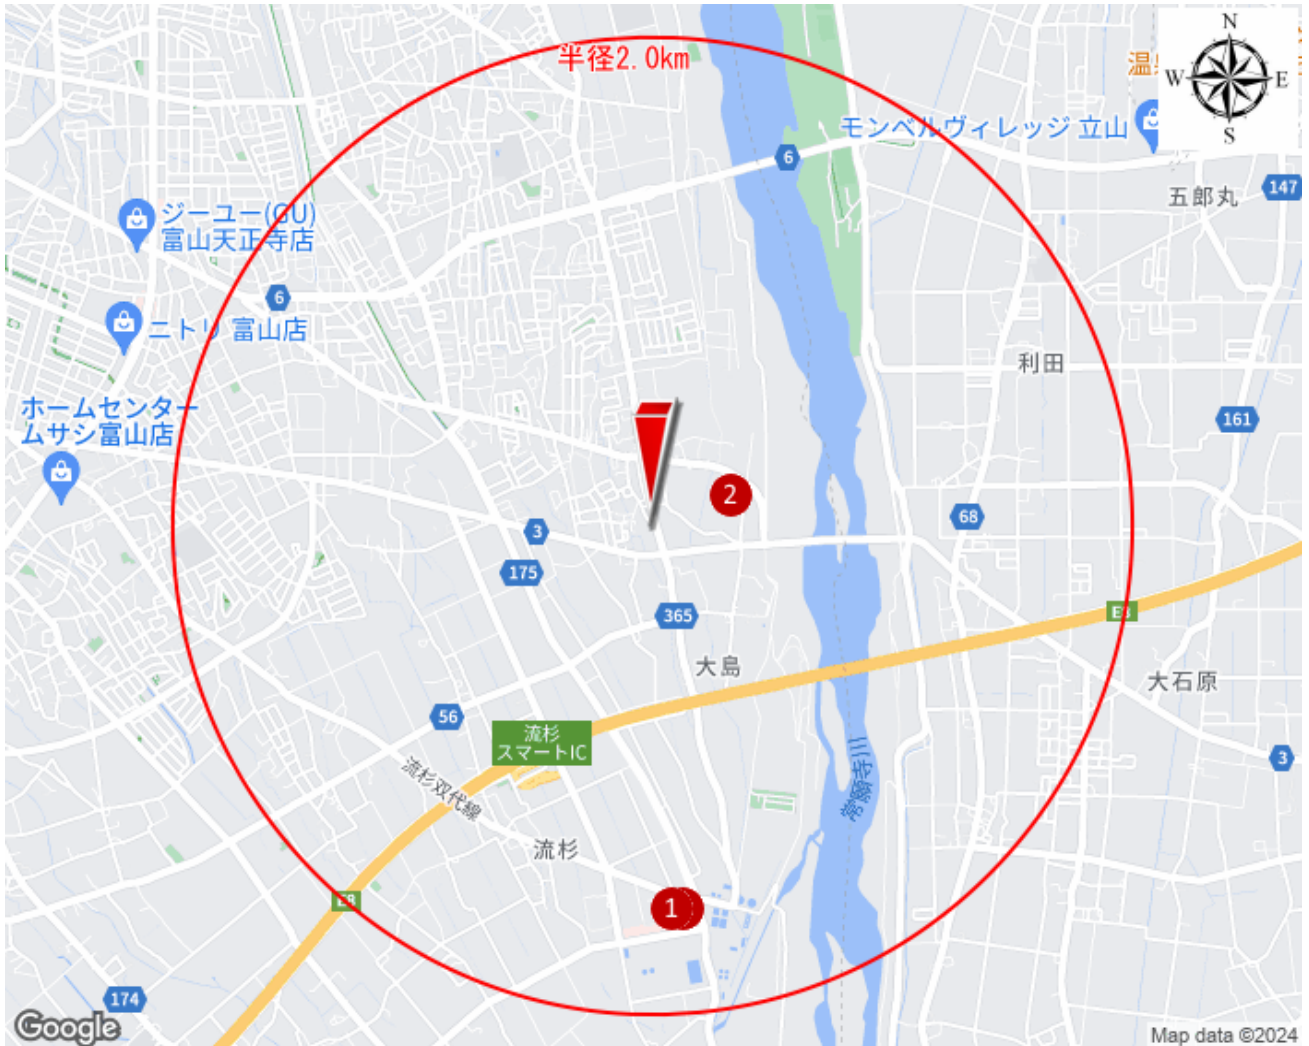 半径2.0km
N
W
E
S
モンベルヴィレッジ 立山
6
五郎丸
147
ジーユー(GU)
富山天正寺店
6
ニトリ 富山店
利田
ホームセンター
ムサシ富山店
161
2
68
3
175
365
E8
大島
大石原
56
流杉
スマートIC
3
流杉双代線
常願寺川
流杉
E8
1
174
Google
Map data ©2024